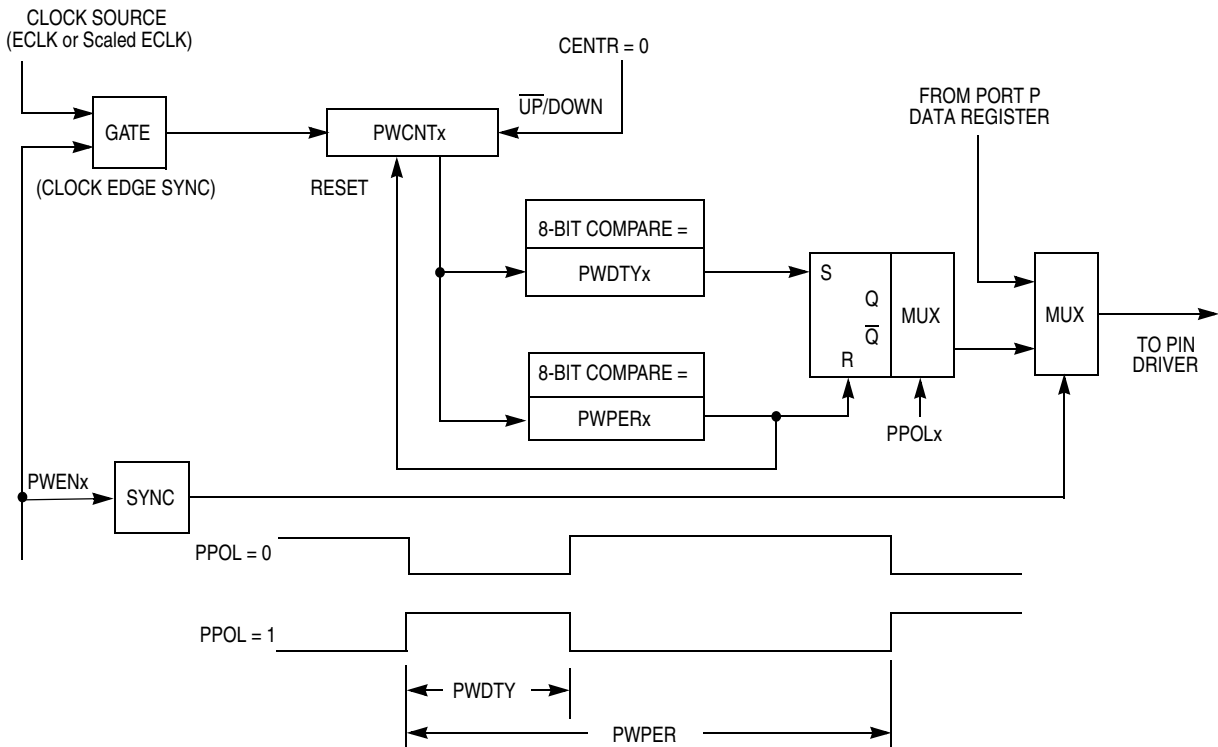 CLOCK SOURCE
(ECLK or Scaled ECLK)
CENTR = 0
U̅P̅/DOWN
FROM PORT P
DATA REGISTER
GATE
PWCNTx
(CLOCK EDGE SYNC)
RESET
8-BIT COMPARE =
PWDTYx
S
Q
Q̅
R
MUX
MUX
TO PIN
DRIVER
8-BIT COMPARE =
PWPERx
PPOLx
PWENx
SYNC
PPOL = 0
PPOL = 1
PWDTY
PWPER